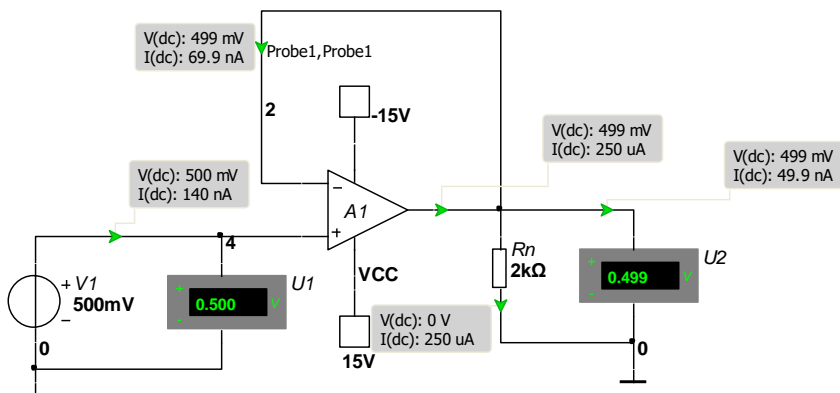 V(dc): 499 mV
I(dc): 69.9 nA
Probe1,Probe1
2
-15V
V(dc): 499 mV
I(dc): 250 uA
V(dc): 499 mV
I(dc): 49.9 nA
V(dc): 500 mV
I(dc): 140 nA
−
A1
+
4
+ V1
500mV
−
+
0.500 V
-
U1
VCC
15V
Rn
2kΩ
V(dc): 0 V
I(dc): 250 uA
U2
+
0.499 V
-
0
0